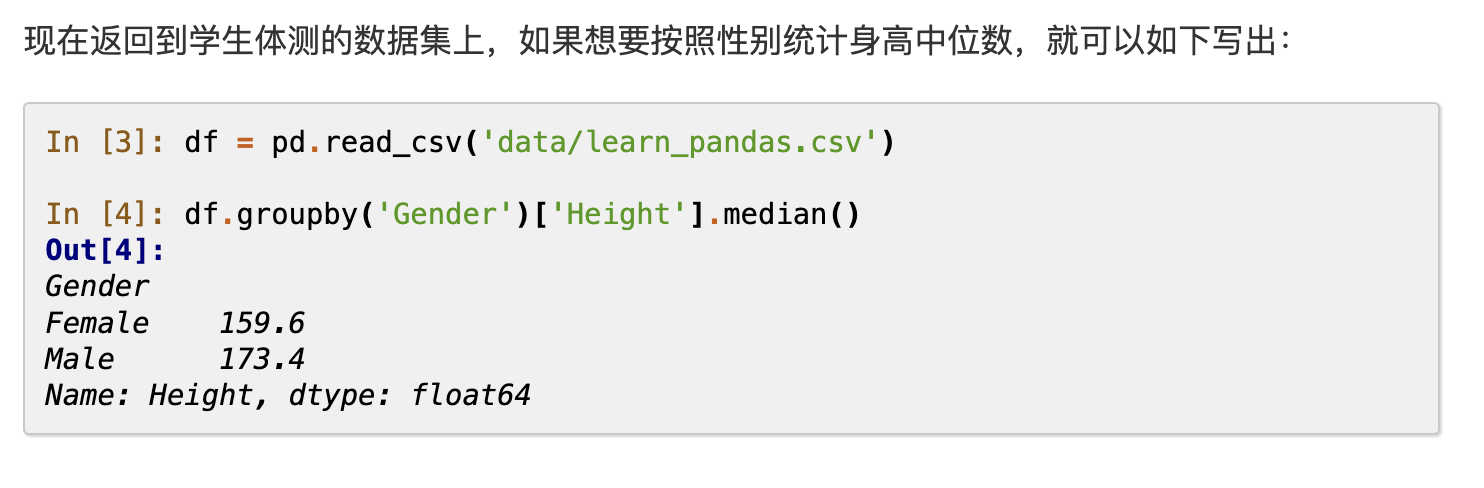 现在返回到学生体测的数据集上，如果想要按照性别统计身高中位数，就可以如下写出：
In [3]: df = pd.read_csv('data/learn_pandas.csv')
In [4]: df.groupby('Gender')['Height'].median()
Out[4]:
Gender
Female    159.6
Male      173.4
Name: Height, dtype: float64